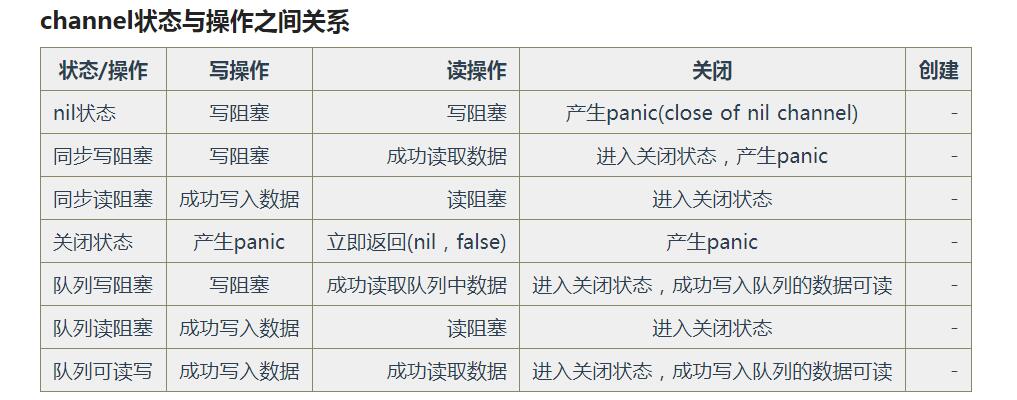 channel状态与操作之间关系
状态/操作 写操作 读操作 关闭 创建
nil状态 写阻塞 写阻塞 产生panic(close of nil channel) -
同步写阻塞 写阻塞 成功读取数据 进入关闭状态，产生panic -
同步读阻塞 成功写入数据 读阻塞 进入关闭状态 -
关闭状态 产生panic 立即返回(nil，false) 产生panic -
队列写阻塞 写阻塞 成功读取队列中数据 进入关闭状态，成功写入队列的数据可读 -
队列读阻塞 成功写入数据 读阻塞 进入关闭状态 -
队列可读写 成功写入数据 成功读取数据 进入关闭状态，成功写入队列的数据可读 -